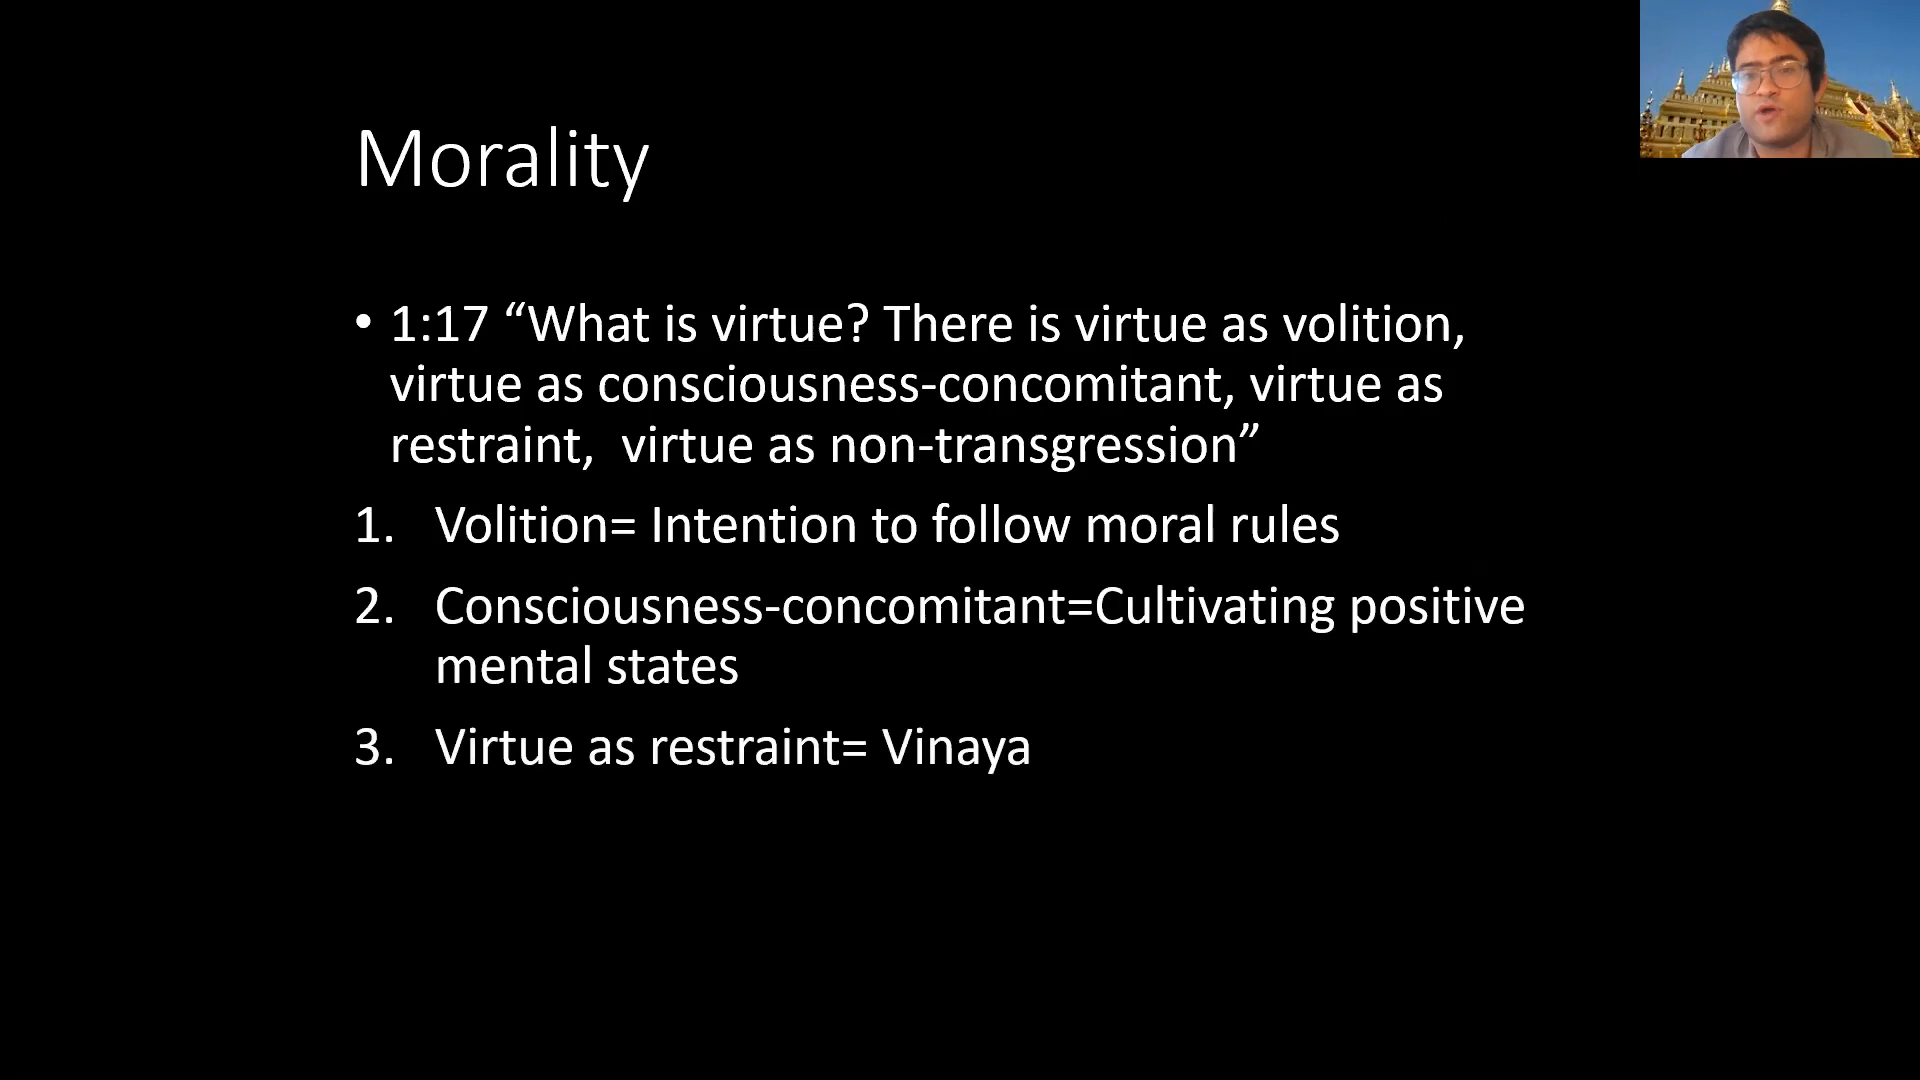 Morality
• 1:17 “What is virtue? There is virtue as volition,
virtue as consciousness-concomitant, virtue as
restraint,  virtue as non-transgression”
1. Volition= Intention to follow moral rules
2. Consciousness-concomitant=Cultivating positive
mental states
3. Virtue as restraint= Vinaya